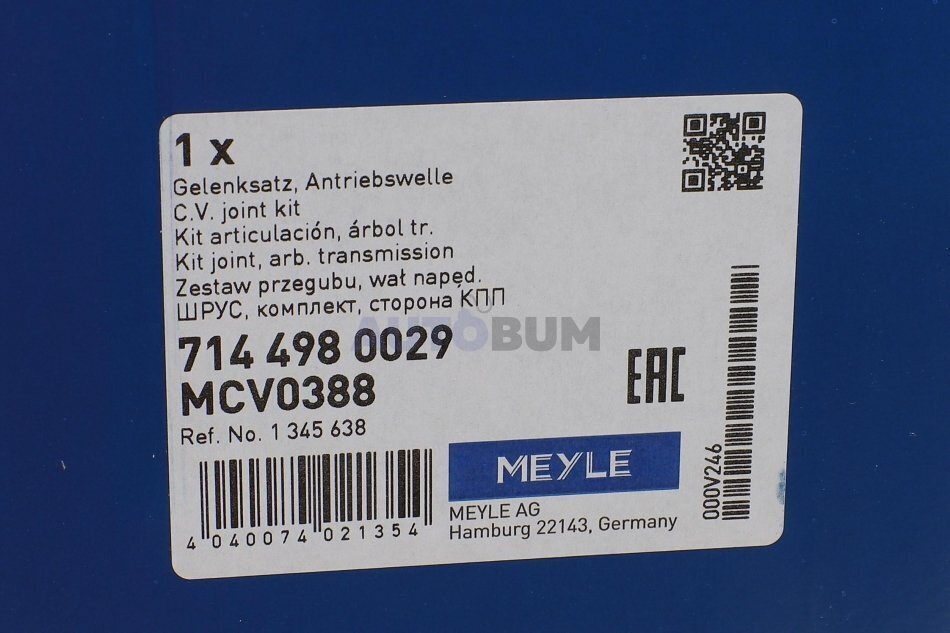 1 x
Gelenksatz, Antriebswelle
C.V. joint kit
Kit articulación, árbol tr.
Kit joint, arb. transmission
Zestaw przegubu, wał napęd.
ШРУС, комплект, сторона КПП
AUTOBUM
714 498 0029
MCV0388
EAC
Ref. No. 1 345 638
MEYLE
000V246
MEYLE AG
Hamburg 22143, Germany
4 040074 021354